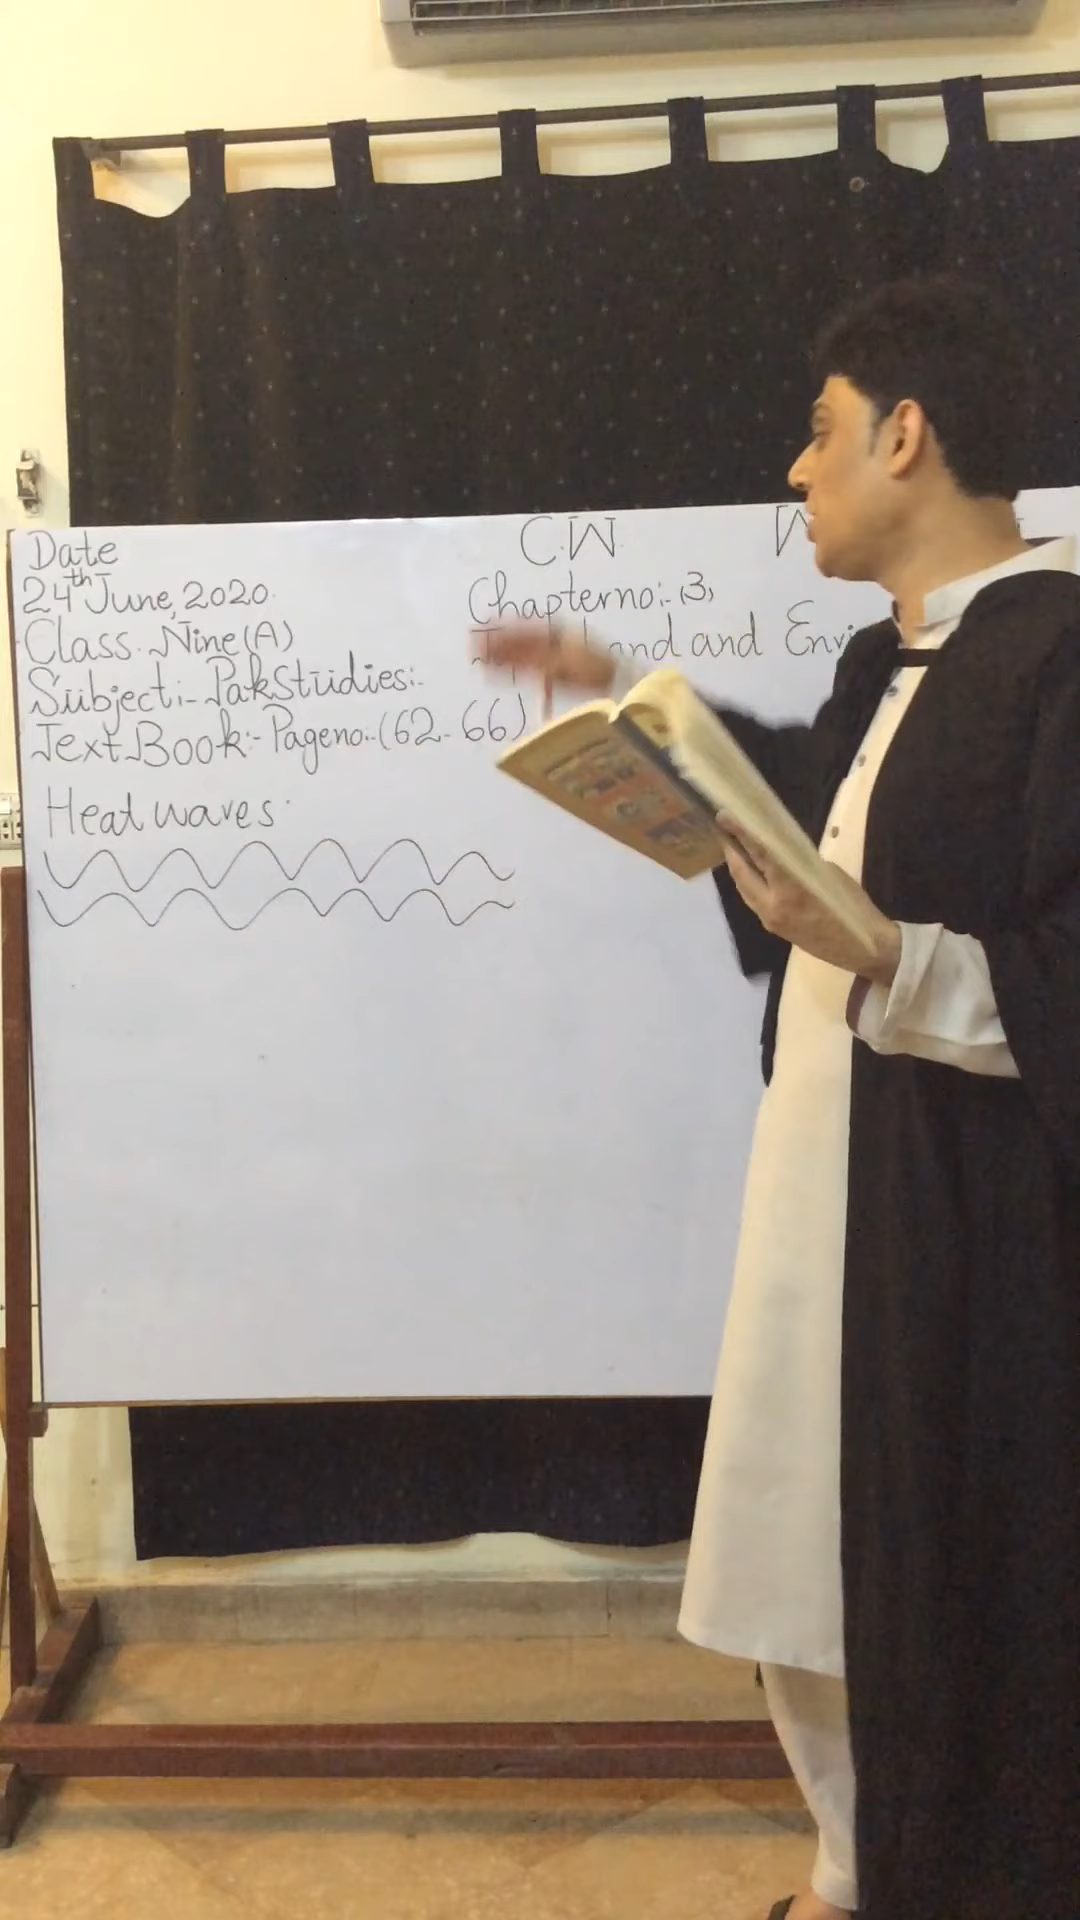 Date
24th June, 2020.
Class. Nine (A)
Subject:- Pak Studies:-
Text Book:- Page no:- (62-66)
Heat waves.
C.W.
Chapter no:- 3,
and and Envi